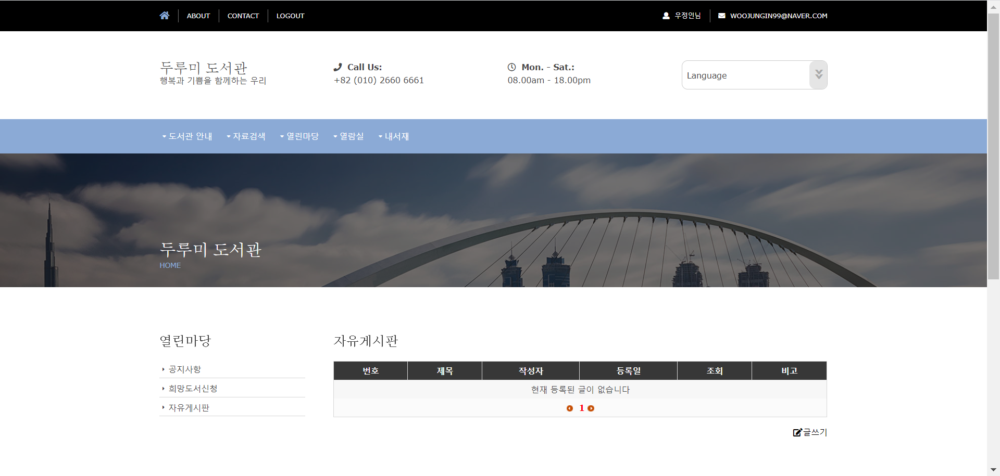 ABOUT
CONTACT
LOGOUT
우정인님
WOOJUNGIN99@NAVER.COM
두루미 도서관
행복과 기쁨을 함께하는 우리
Call Us:
+82 (010) 2660 6661
Mon. - Sat.:
08.00am - 18.00pm
Language
도서관 안내
자료검색
열린마당
열람실
내서재
두루미 도서관
HOME
열린마당
공지사항
희망도서신청
자유게시판
자유게시판
번호 제목 작성자 등록일 조회 비고
현재 등록된 글이 없습니다
1
글쓰기